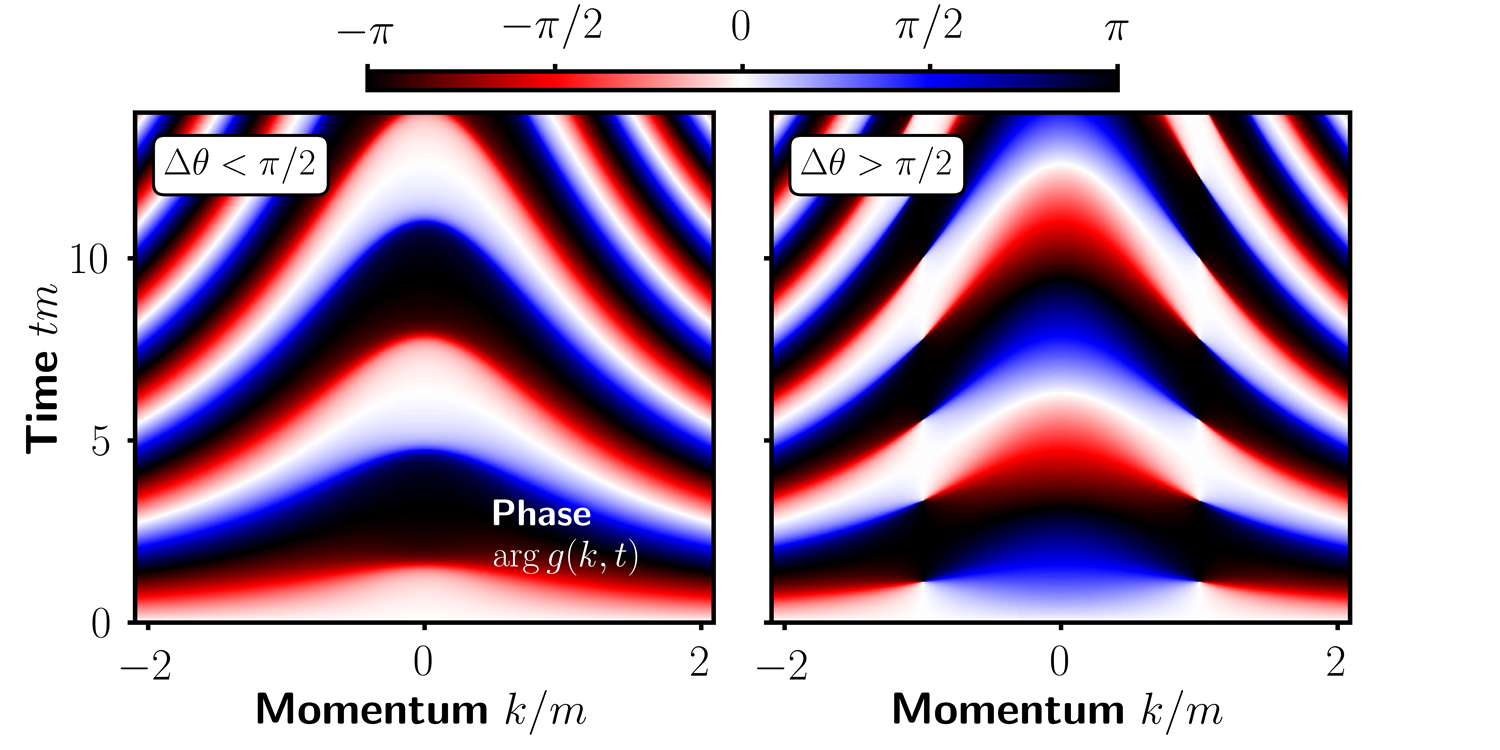 −π −π/2 0 π/2 π
Δθ < π/2
Δθ > π/2
10
5
0
Time tm
Phase
arg g(k, t)
−2 0 2
−2 0 2
Momentum k/m
Momentum k/m